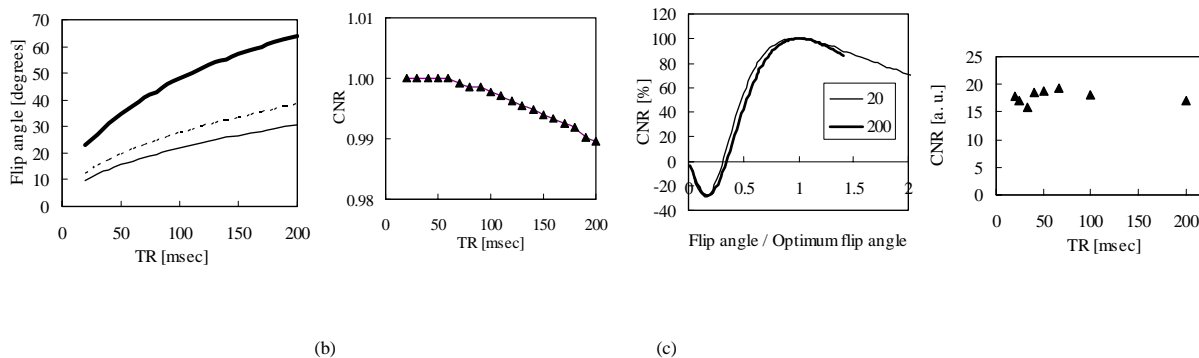 Flip angle [degrees]
70
60
50
40
30
20
10
0
0 50 100 150 200
TR [msec]
CNR
1.01
1.00
0.99
0.98
0 50 100 150 200
TR [msec]
CNR [%]
120
100
80
60
40
20
0
-20
-40
0 0.5 1 1.5 2
20
200
Flip angle / Optimum flip angle
CNR [a. u.]
25
20
15
10
5
0
0 50 100 150 200
TR [msec]
(b)
(c)